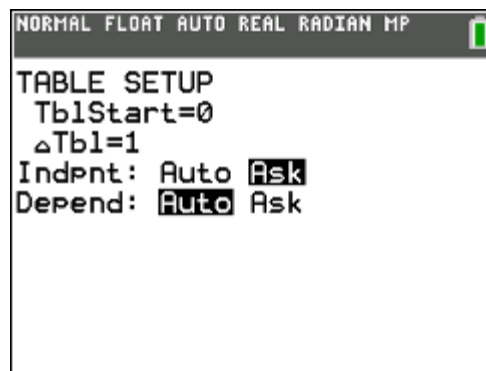 NORMAL FLOAT AUTO REAL RADIAN MP
TABLE SETUP
TblStart=0
△Tbl=1
Indpnt: Auto Ask
Depend: Auto Ask